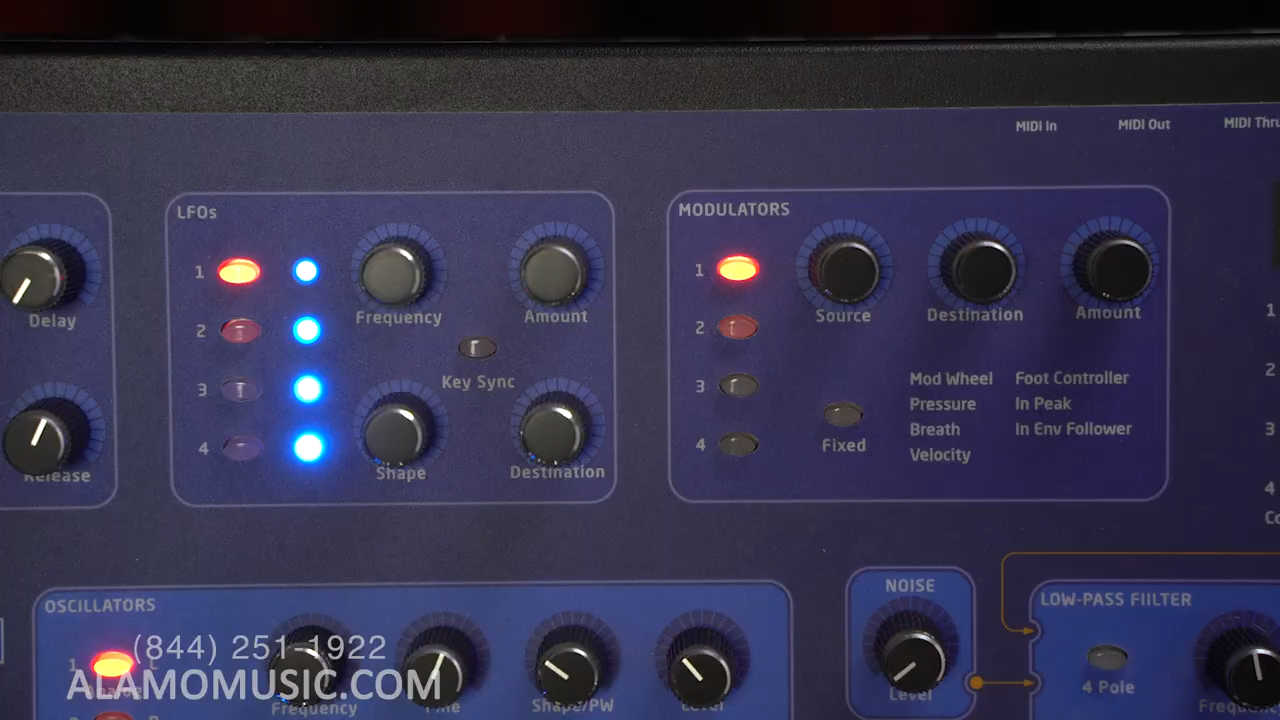 MIDI In MIDI Out MIDI Thru
LFOs
MODULATORS
1
2
3
4
Delay
Release
Frequency
Amount
Key Sync
Shape
Destination
1
2
3
4
Source
Destination
Amount
Fixed
Mod Wheel
Pressure
Breath
Velocity
Foot Controller
In Peak
In Env Follower
1
2
3
4
OSCILLATORS
1
Frequency
Fine
Shape/PW
Level
NOISE
Level
LOW-PASS FIILTER
4 Pole
(844) 251-1922
ALAMOMUSIC.COM